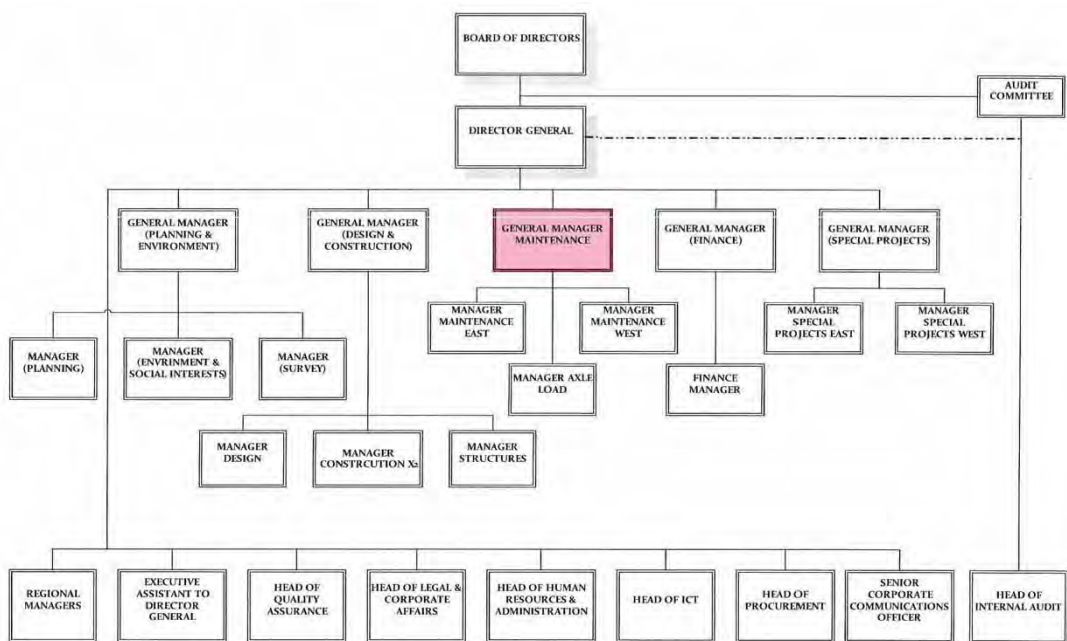 BOARD OF DIRECTORS
AUDIT
COMMITTEE
DIRECTOR GENERAL
GENERAL MANAGER
(PLANNING &
ENVIRONMENT)
GENERAL MANAGER
(DESIGN &
CONSTRUCTION)
GENERAL MANAGER
MAINTENANCE
GENERAL MANAGER
(FINANCE)
GENERAL MANAGER
(SPECIAL PROJECTS)
MANAGER
MAINTENANCE
EAST
MANAGER
MAINTENANCE
WEST
MANAGER
SPECIAL
PROJECTS EAST
MANAGER
SPECIAL
PROJECTS WEST
MANAGER
(PLANNING)
MANAGER
(ENVRINMENT &
SOCIAL INTERESTS)
MANAGER
(SURVEY)
MANAGER AXLE
LOAD
FINANCE
MANAGER
MANAGER
DESIGN
MANAGER
CONSTRCUTION X2
MANAGER
STRUCTURES
REGIONAL
MANAGERS
EXECUTIVE
ASSISTANT TO
DIRECTOR
GENERAL
HEAD OF
QUALITY
ASSURANCE
HEAD OF LEGAL &
CORPORATE
AFFAIRS
HEAD OF HUMAN
RESOURCES &
ADMINISTRATION
HEAD OF ICT
HEAD OF
PROCUREMENT
SENIOR
CORPORATE
COMMUNICATIONS
OFFICER
HEAD OF
INTERNAL AUDIT